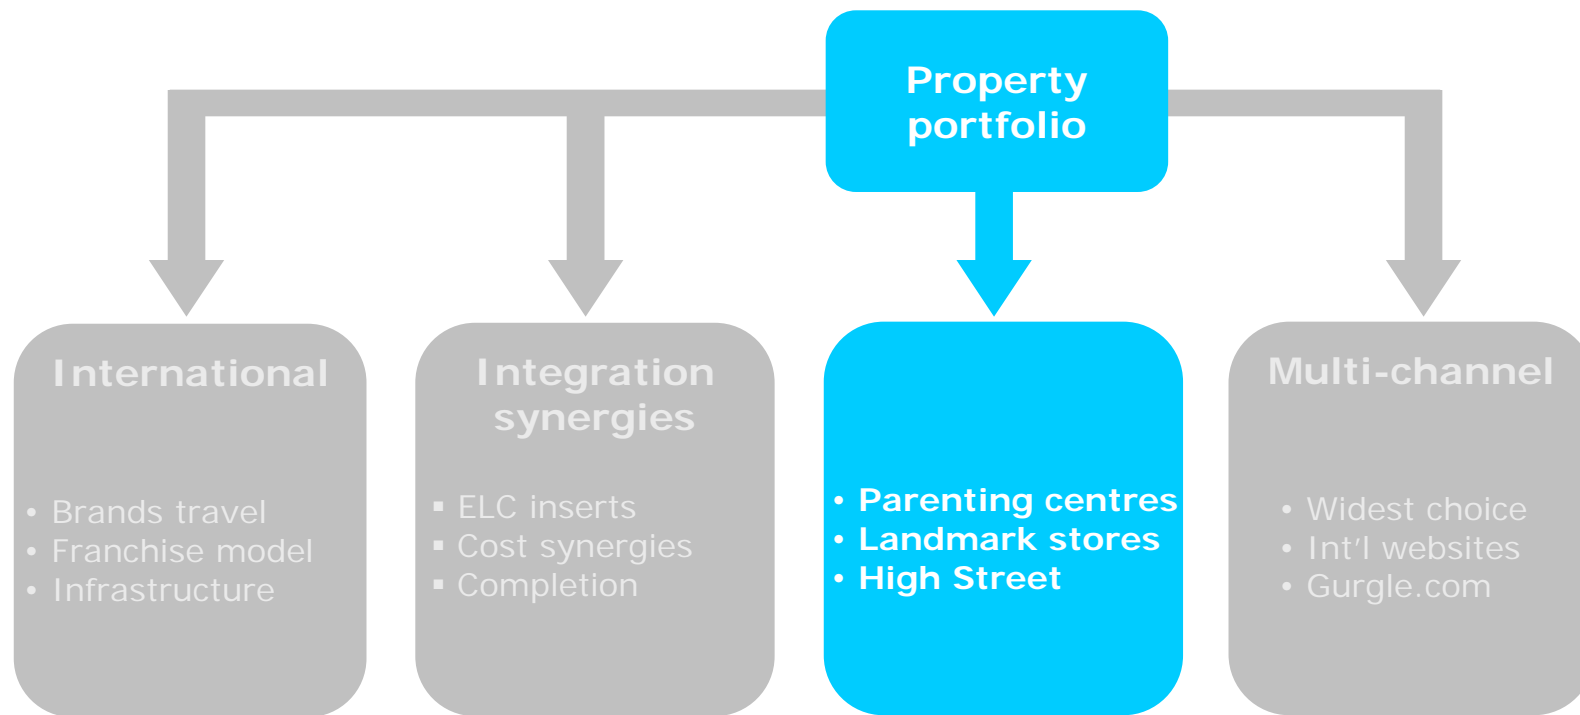 Property
portfolio
International
• Brands travel
• Franchise model
• Infrastructure
Integration
synergies
▪ ELC inserts
▪ Cost synergies
▪ Completion
• Parenting centres
• Landmark stores
• High Street
Multi-channel
• Widest choice
• Int'l websites
• Gurgle.com